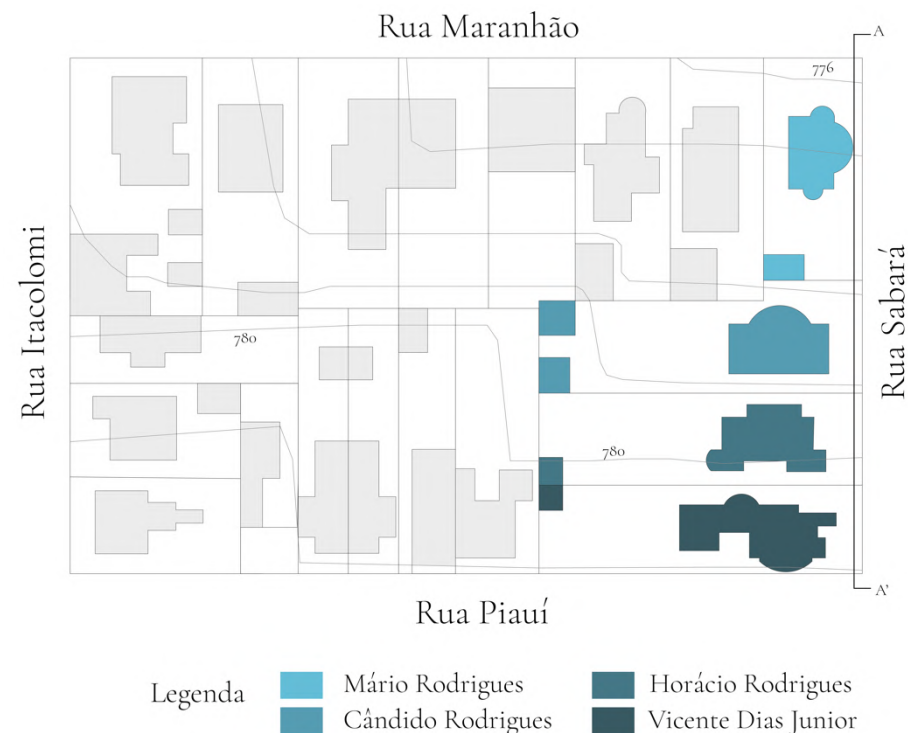 Rua Maranhão
A
776
Rua Itacolomi
Rua Sabará
780
780
A'
Rua Piauí
Legenda
Mário Rodrigues
Horácio Rodrigues
Cândido Rodrigues
Vicente Dias Junior